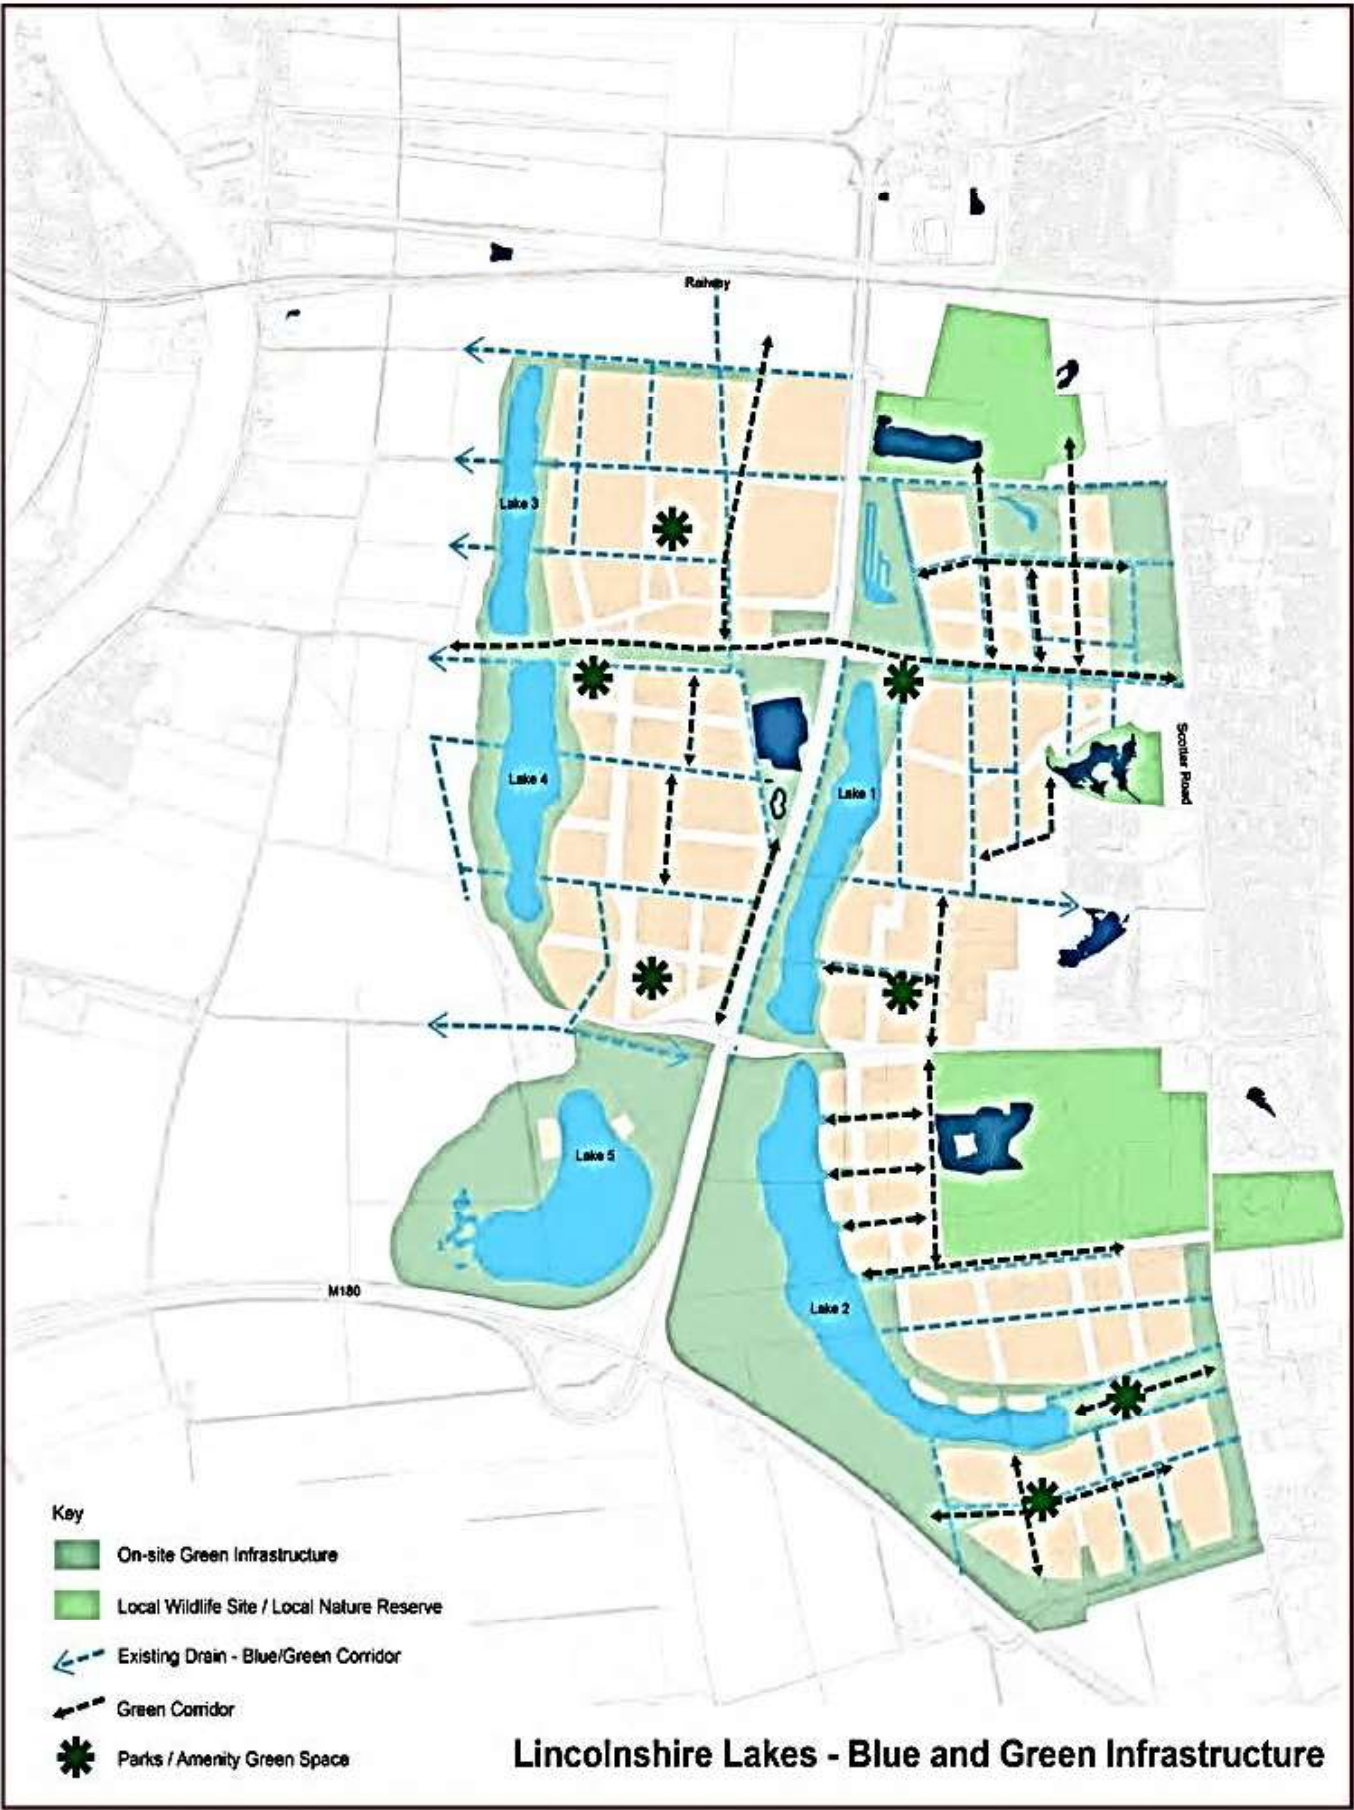 Railway
Lake 3
Lake 4
Lake 1
Scotter Road
Lake 5
M180
Lake 2
Key
On-site Green Infrastructure
Local Wildlife Site / Local Nature Reserve
Existing Drain - Blue/Green Corridor
Green Corridor
Parks / Amenity Green Space
Lincolnshire Lakes - Blue and Green Infrastructure